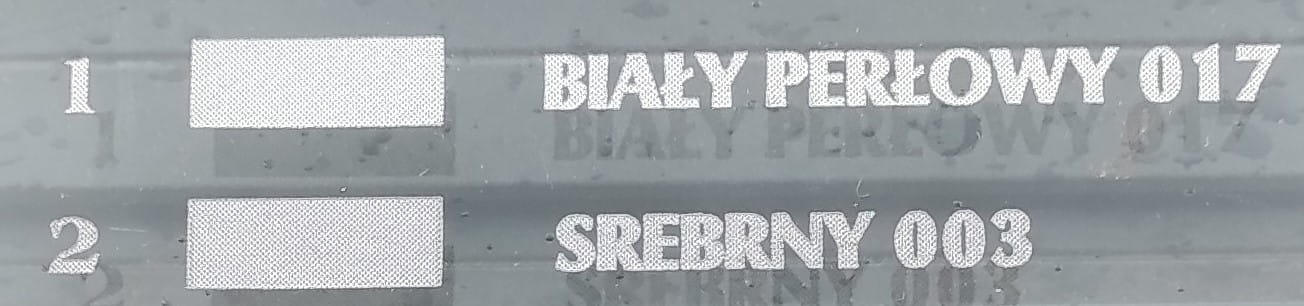 1 BIAŁY PERŁOWY 017
2 SREBRNY 003